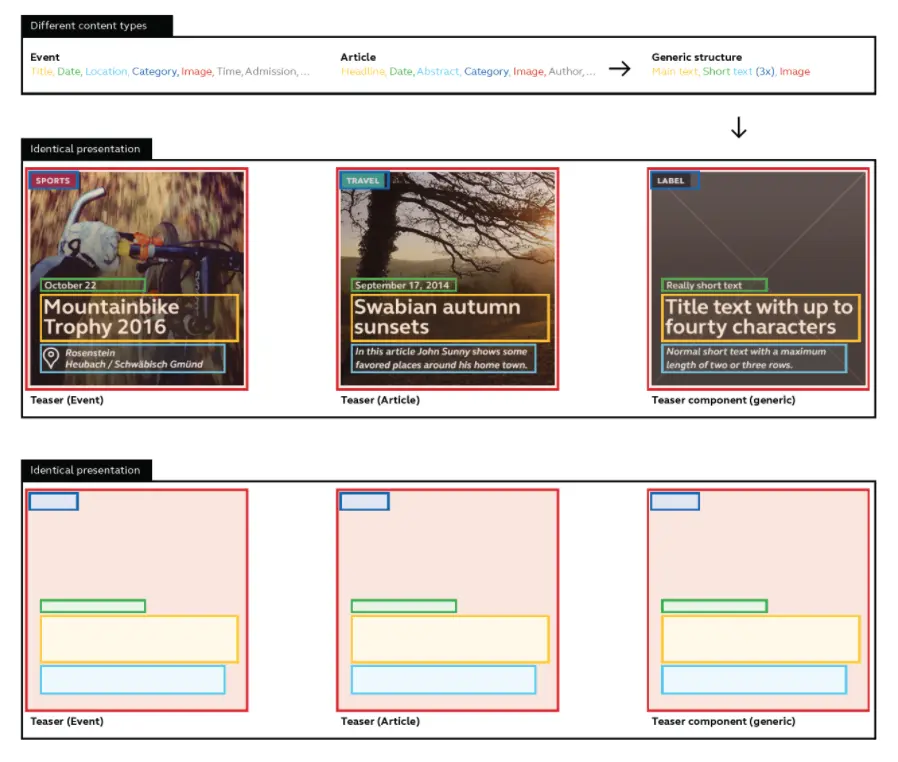 Different content types
Event
Title, Date, Location, Category, Image, Time, Admission, ...
Article
Headline, Date, Abstract, Category, Image, Author, ...
Generic structure
Main text, Short text (3x), Image
Identical presentation
SPORTS
October 22
Mountainbike
Trophy 2016
Rosenstein
Heubach / Schwäbisch Gmünd
Teaser (Event)
TRAVEL
September 17, 2014
Swabian autumn
sunsets
In this article John Sunny shows some
favored places around his home town.
Teaser (Article)
LABEL
Really short text
Title text with up to
fourty characters
Normal short text with a maximum
length of two or three rows.
Teaser component (generic)
Identical presentation
Teaser (Event)
Teaser (Article)
Teaser component (generic)